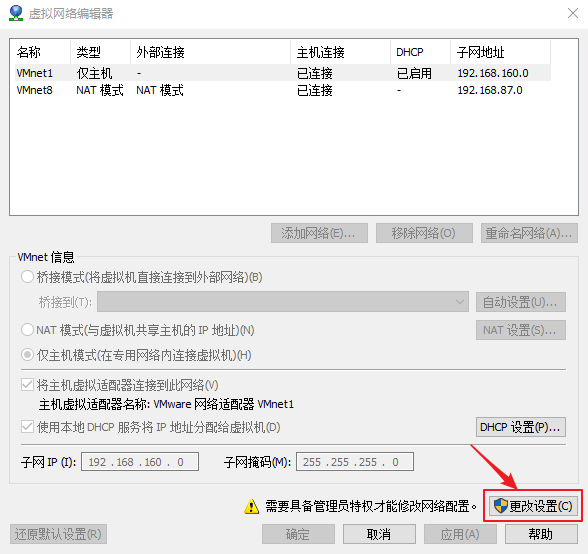 虚拟网络编辑器
名称 类型 外部连接 主机连接 DHCP 子网地址
VMnet1 仅主机 - 已连接 已启用 192.168.160.0
VMnet8 NAT 模式 NAT 模式 已连接 - 192.168.87.0
添加网络(E)... 移除网络(O) 重命名网络(A)...
VMnet 信息
桥接模式(将虚拟机直接连接到外部网络)(B)
桥接到(T): 自动设置(U)...
NAT 模式(与虚拟机共享主机的 IP 地址)(N) NAT 设置(S)...
仅主机模式(在专用网络内连接虚拟机)(H)
将主机虚拟适配器连接到此网络(V)
主机虚拟适配器名称: VMware 网络适配器 VMnet1
使用本地 DHCP 服务将 IP 地址分配给虚拟机(D) DHCP 设置(P)...
子网 IP (I): 192 . 168 . 160 . 0 子网掩码(M): 255 . 255 . 255 . 0
需要具备管理员特权才能修改网络配置。 更改设置(C)
还原默认设置(R) 确定 取消 应用(A) 帮助